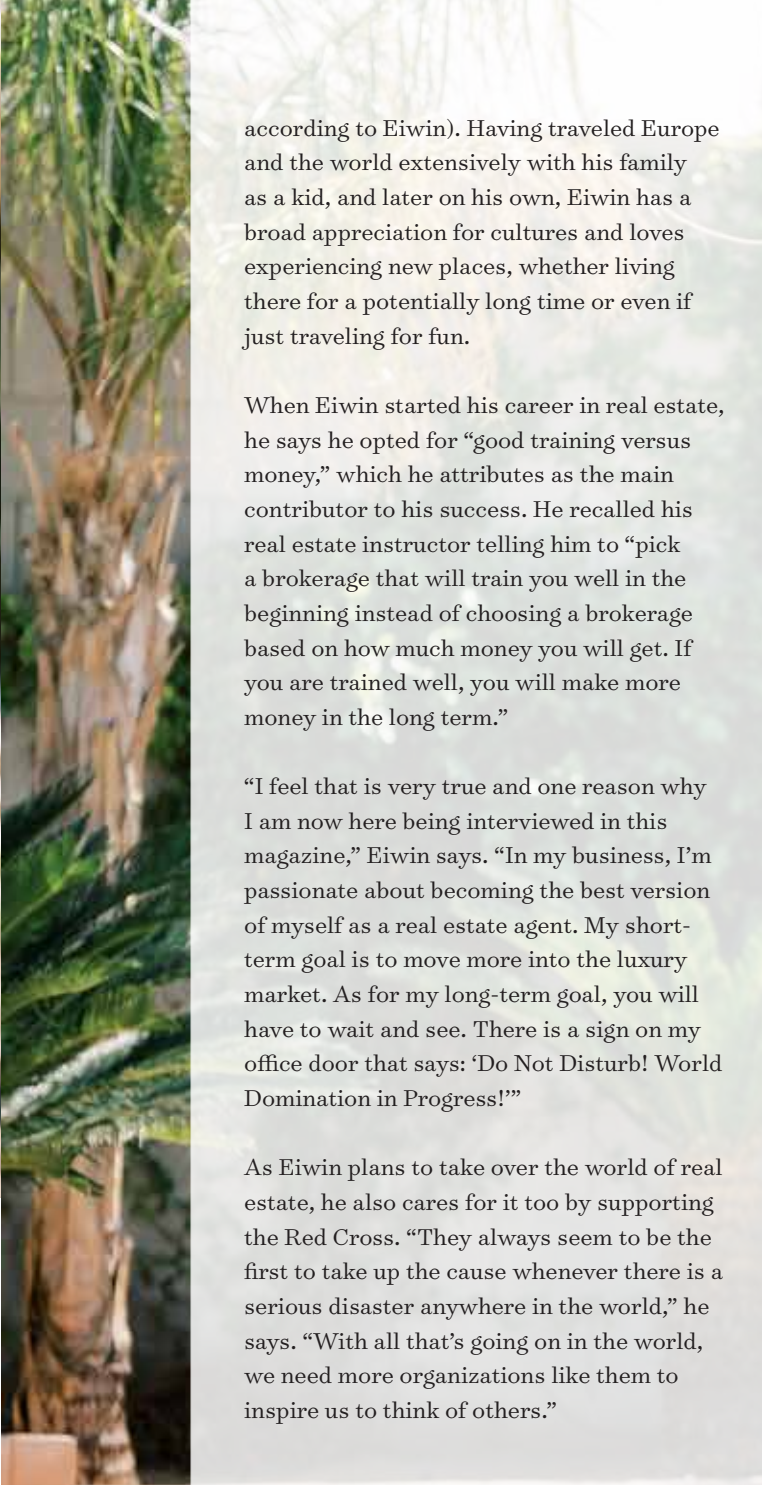 according to Eiwin). Having traveled Europe
and the world extensively with his family
as a kid, and later on his own, Eiwin has a
broad appreciation for cultures and loves
experiencing new places, whether living
there for a potentially long time or even if
just traveling for fun.
When Eiwin started his career in real estate,
he says he opted for “good training versus
money,” which he attributes as the main
contributor to his success. He recalled his
real estate instructor telling him to “pick
a brokerage that will train you well in the
beginning instead of choosing a brokerage
based on how much money you will get. If
you are trained well, you will make more
money in the long term.”
“I feel that is very true and one reason why
I am now here being interviewed in this
magazine,” Eiwin says. “In my business, I’m
passionate about becoming the best version
of myself as a real estate agent. My short-
term goal is to move more into the luxury
market. As for my long-term goal, you will
have to wait and see. There is a sign on my
office door that says: ‘Do Not Disturb! World
Domination in Progress!’”
As Eiwin plans to take over the world of real
estate, he also cares for it too by supporting
the Red Cross. “They always seem to be the
first to take up the cause whenever there is a
serious disaster anywhere in the world,” he
says. “With all that’s going on in the world,
we need more organizations like them to
inspire us to think of others.”